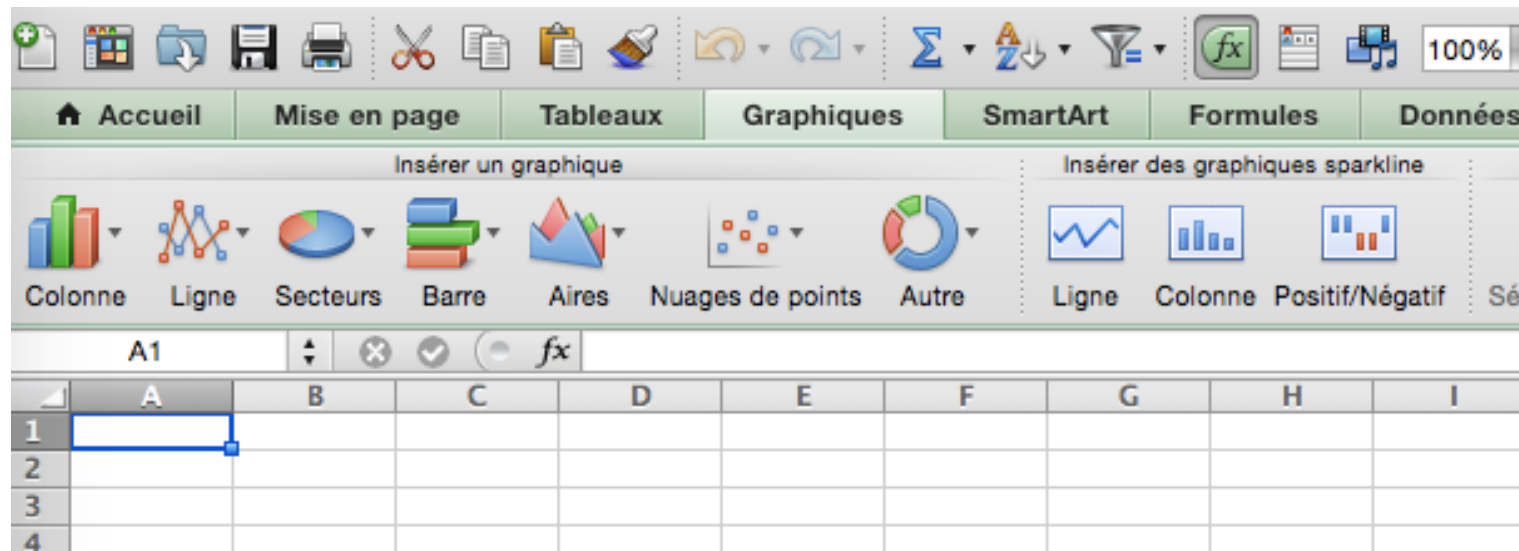 100%
Accueil Mise en page Tableaux Graphiques SmartArt Formules Données
Insérer un graphique Insérer des graphiques sparkline
Colonne Ligne Secteurs Barre Aires Nuages de points Autre Ligne Colonne Positif/Négatif Sé
A1 fx
A B C D E F G H I
1
2
3
4